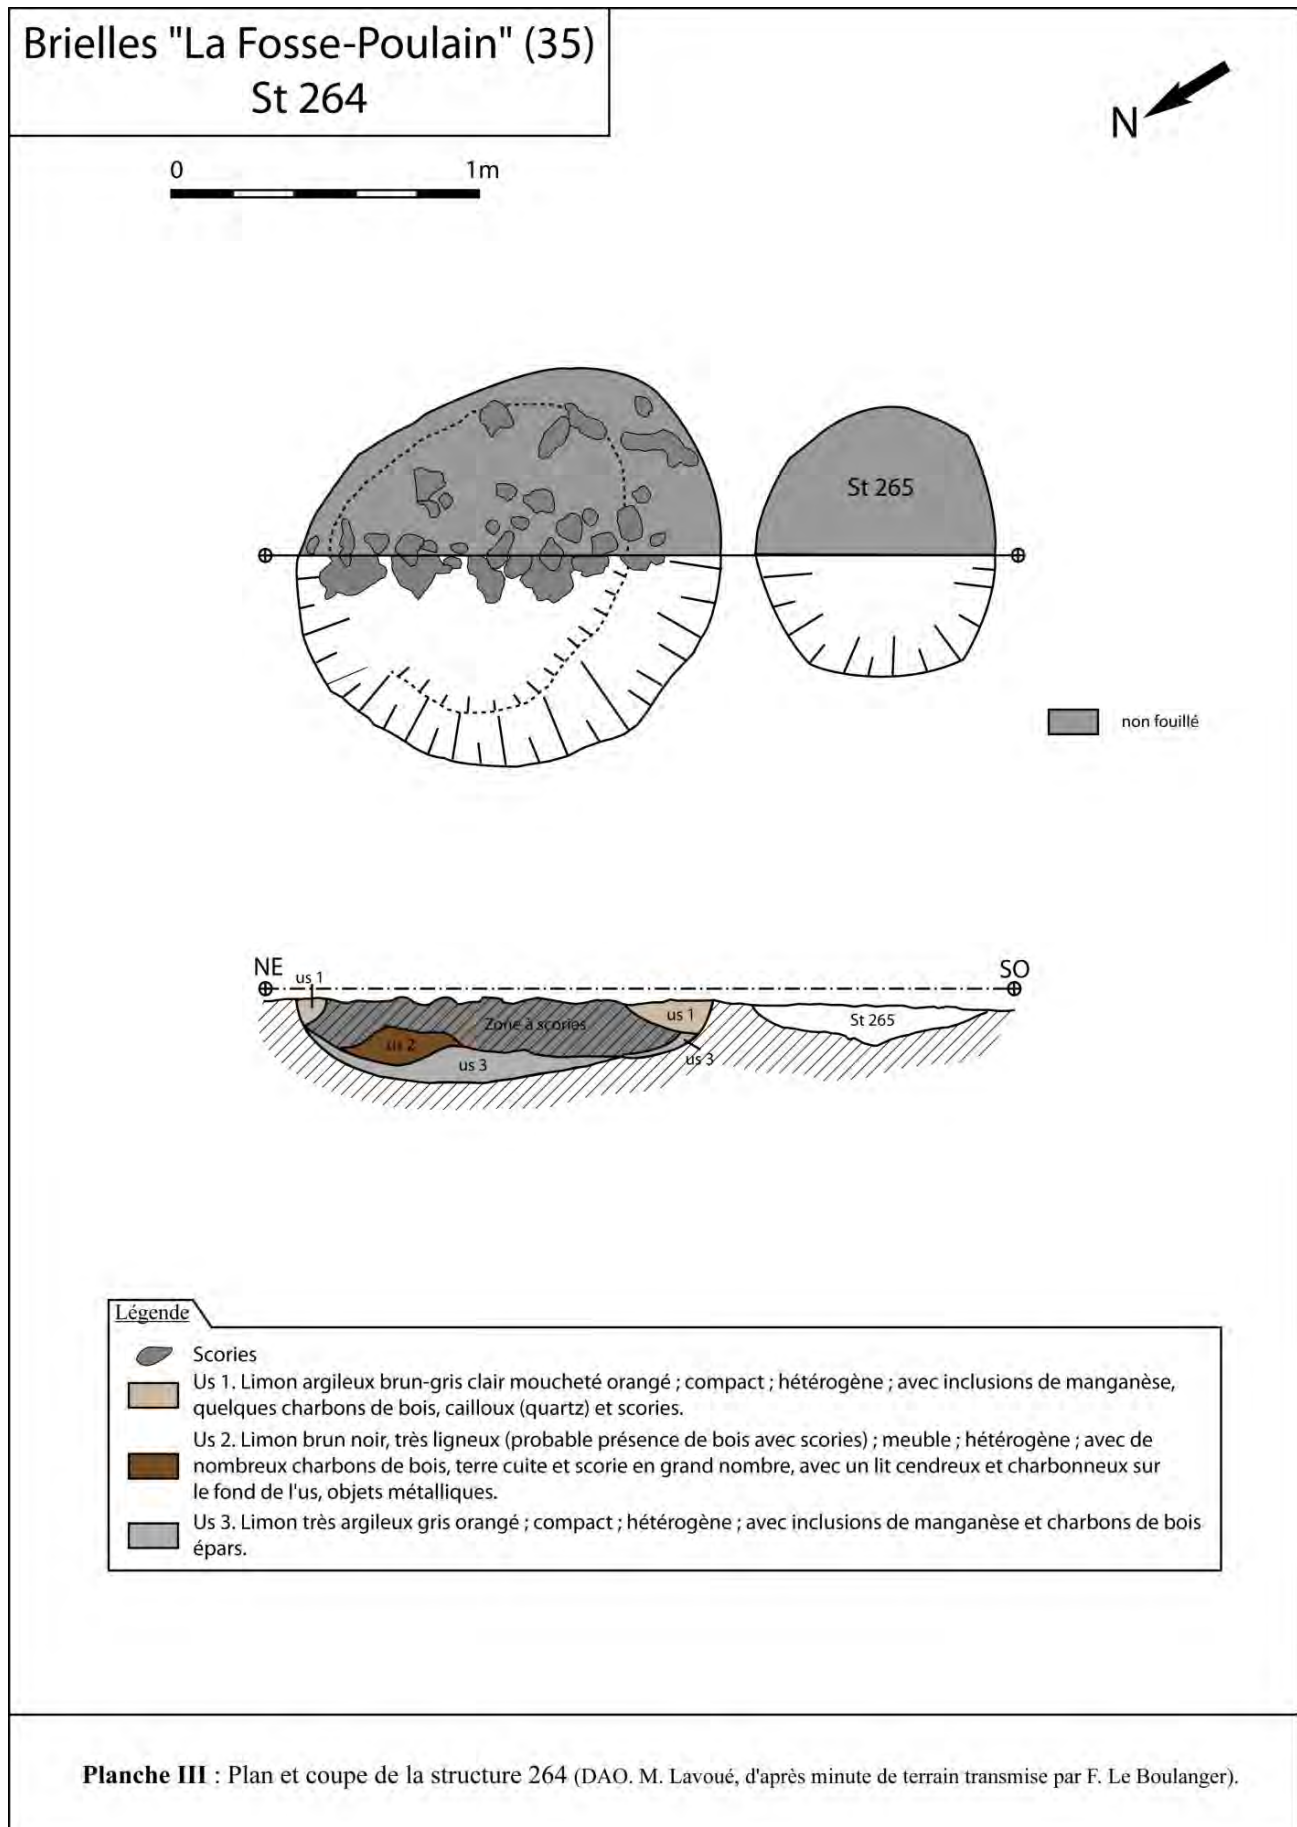 Brielles "La Fosse-Poulain" (35)
St 264
N
0 1m
St 265
non fouillé
NE us 1 SO
Zone à scories us 1 St 265
us 2
us 3 us 3
Légende
Scories
Us 1. Limon argileux brun-gris clair moucheté orangé ; compact ; hétérogène ; avec inclusions de manganèse,
quelques charbons de bois, cailloux (quartz) et scories.
Us 2. Limon brun noir, très ligneux (probable présence de bois avec scories) ; meuble ; hétérogène ; avec de
nombreux charbons de bois, terre cuite et scorie en grand nombre, avec un lit cendreux et charbonneux sur
le fond de l'us, objets métalliques.
Us 3. Limon très argileux gris orangé ; compact ; hétérogène ; avec inclusions de manganèse et charbons de bois
épars.
Planche III : Plan et coupe de la structure 264 (DAO. M. Lavoué, d'après minute de terrain transmise par F. Le Boulanger).